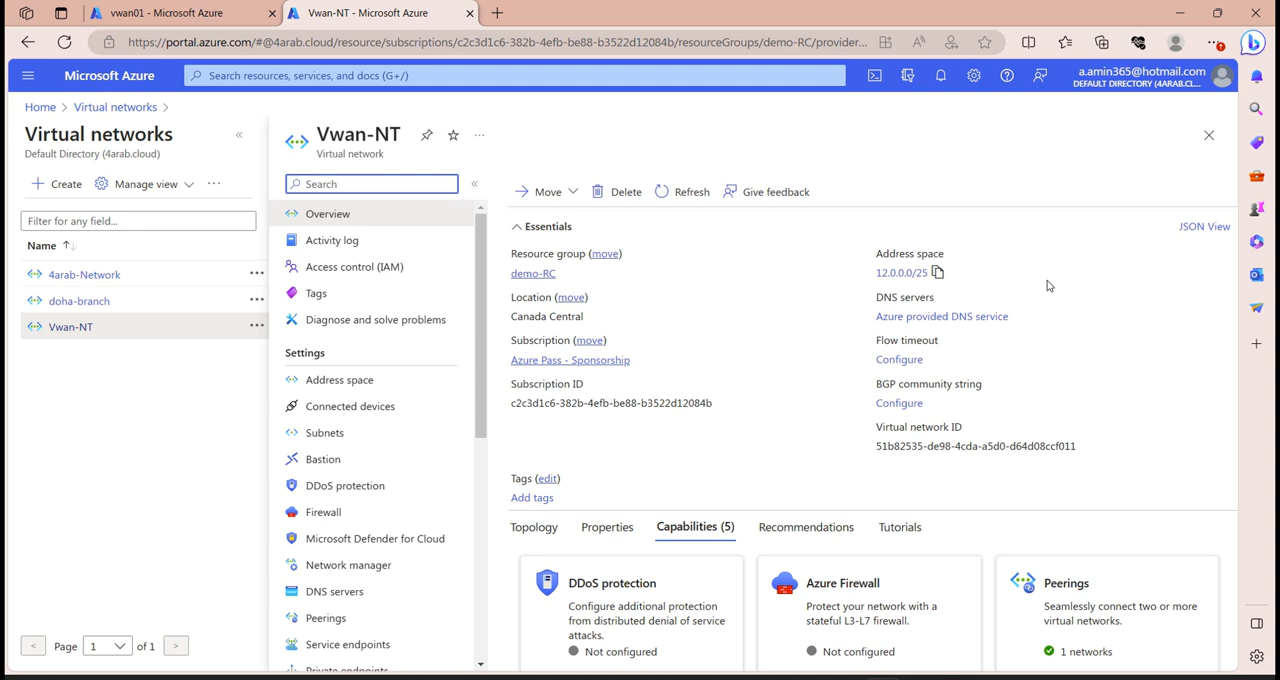 vwan01 - Microsoft Azure
Vwan-NT - Microsoft Azure
https://portal.azure.com/#@4arab.cloud/resource/subscriptions/c2c3d1c6-382b-4efb-be88-b3522d12084b/resourceGroups/demo-RC/provider...
Microsoft Azure
Search resources, services, and docs (G+/)
a.amin365@hotmail.com
DEFAULT DIRECTORY (4ARAB.CL...
Home > Virtual networks >
Virtual networks
Default Directory (4arab.cloud)
Create
Manage view
Filter for any field...
Name
4arab-Network
doha-branch
Vwan-NT
< Page 1 of 1 >
Vwan-NT
Virtual network
Search
Overview
Activity log
Access control (IAM)
Tags
Diagnose and solve problems
Settings
Address space
Connected devices
Subnets
Bastion
DDoS protection
Firewall
Microsoft Defender for Cloud
Network manager
DNS servers
Peerings
Service endpoints
Private endpoints
Move
Delete
Refresh
Give feedback
Essentials
JSON View
Resource group (move)
demo-RC
Location (move)
Canada Central
Subscription (move)
Azure Pass - Sponsorship
Subscription ID
c2c3d1c6-382b-4efb-be88-b3522d12084b
Address space
12.0.0.0/25
DNS servers
Azure provided DNS service
Flow timeout
Configure
BGP community string
Configure
Virtual network ID
51b82535-de98-4cda-a5d0-d64d08ccf011
Tags (edit)
Add tags
Topology
Properties
Capabilities (5)
Recommendations
Tutorials
DDoS protection
Configure additional protection
from distributed denial of service
attacks.
Not configured
Azure Firewall
Protect your network with a
stateful L3-L7 firewall.
Not configured
Peerings
Seamlessly connect two or more
virtual networks.
1 networks